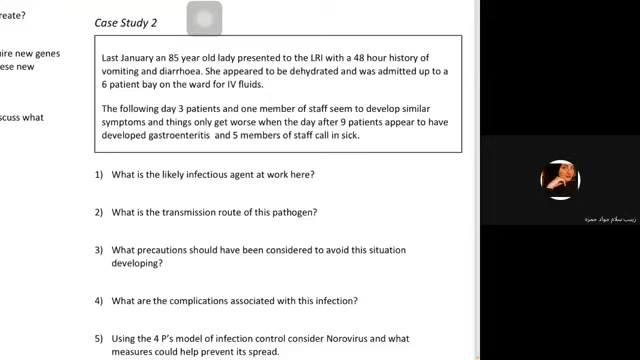 reate?
Case Study 2
uire new genes
ese new
scuss what
Last January an 85 year old lady presented to the LRI with a 48 hour history of
vomiting and diarrhoea. She appeared to be dehydrated and was admitted up to a
6 patient bay on the ward for IV fluids.
The following day 3 patients and one member of staff seem to develop similar
symptoms and things only get worse when the day after 9 patients appear to have
developed gastroenteritis and 5 members of staff call in sick.
1) What is the likely infectious agent at work here?
2) What is the transmission route of this pathogen?
3) What precautions should have been considered to avoid this situation
developing?
4) What are the complications associated with this infection?
5) Using the 4 P's model of infection control consider Norovirus and what
measures could help prevent its spread.
زينب سلام جواد حمزه